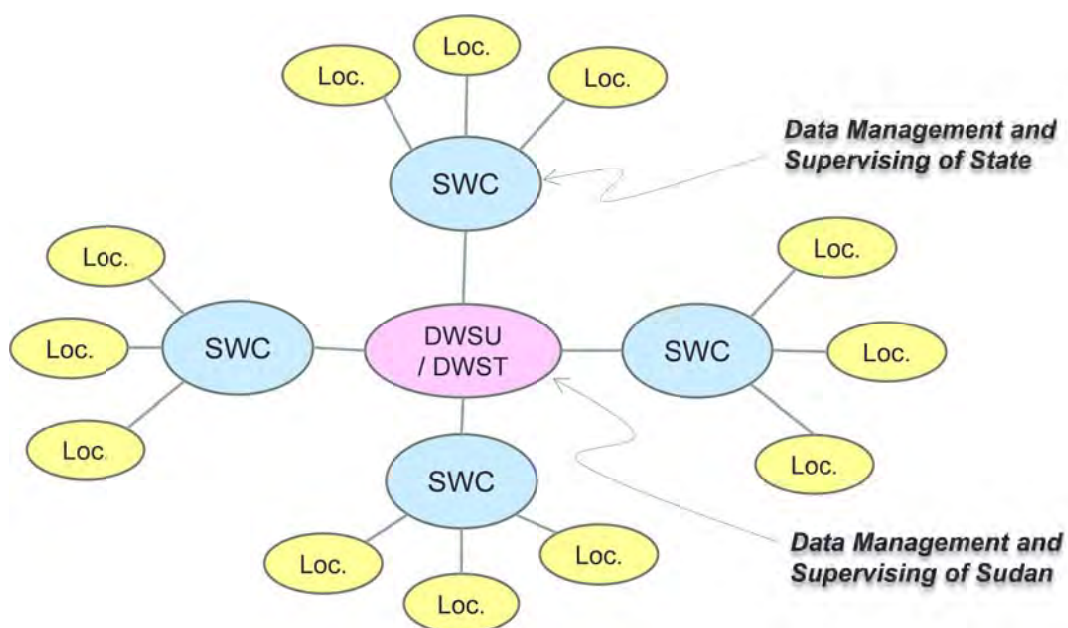 Loc.
Loc.
Loc.
Data Management and
Supervising of State
SWC
Loc.
Loc.
DWSU
/ DWST
SWC
SWC
Loc.
Loc.
Loc.
Loc.
SWC
Loc.
Loc.
Loc.
Data Management and
Supervising of Sudan
Loc.